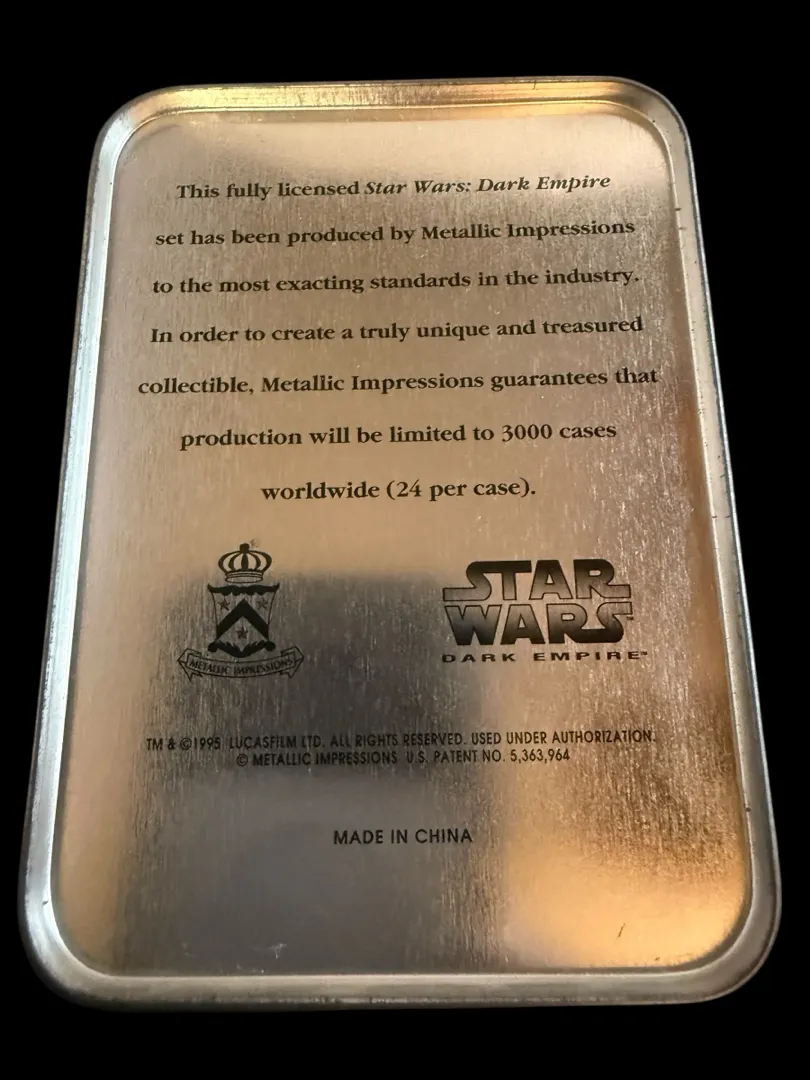 This fully licensed Star Wars: Dark Empire
set has been produced by Metallic Impressions
to the most exacting standards in the industry.
In order to create a truly unique and treasured
collectible, Metallic Impressions guarantees that
production will be limited to 3000 cases
worldwide (24 per case).
METALLIC IMPRESSIONS
STAR
WARS™
DARK EMPIRE™
TM & ©1995 LUCASFILM LTD. ALL RIGHTS RESERVED. USED UNDER AUTHORIZATION.
© METALLIC IMPRESSIONS U.S. PATENT NO. 5,363,964
MADE IN CHINA